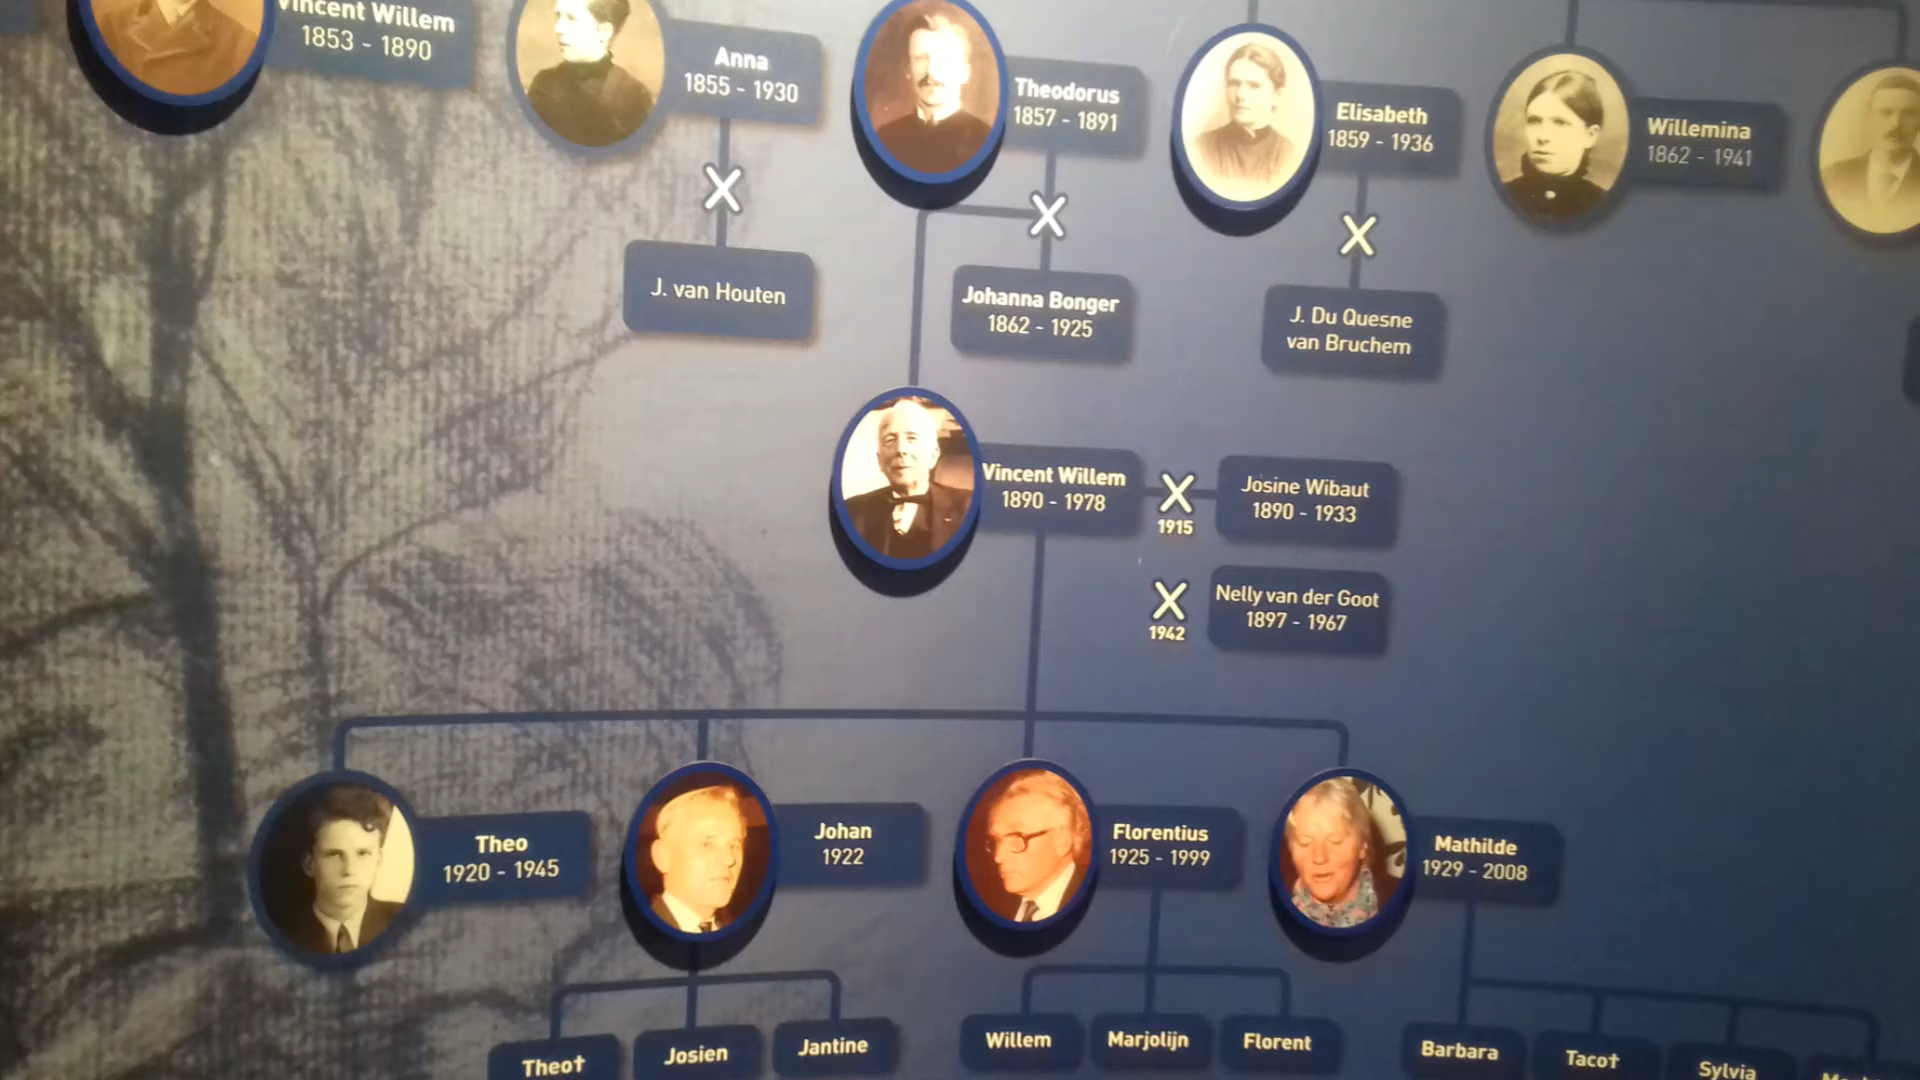 Vincent Willem
1853 - 1890
Anna
1855 - 1930
Theodorus
1857 - 1891
Elisabeth
1859 - 1936
Willemina
1862 - 1941
X
X
X
J. van Houten
Johanna Bonger
1862 - 1925
J. Du Quesne
van Bruchem
Vincent Willem
1890 - 1978
X
1915
Josine Wibaut
1890 - 1933
X
1942
Nelly van der Goot
1897 - 1967
Theo
1920 - 1945
Johan
1922
Florentius
1925 - 1999
Mathilde
1929 - 2008
Theo†
Josien
Jantine
Willem
Marjolijn
Florent
Barbara
Taco†
Sylvia